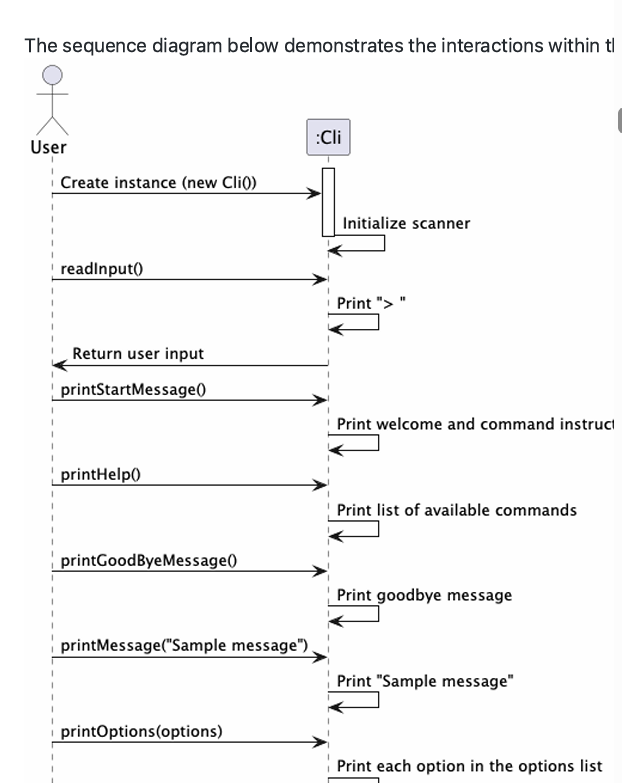 The sequence diagram below demonstrates the interactions within
User
:Cli
Create instance (new Cli())
Initialize scanner
readInput()
Print "> "
Return user input
printStartMessage()
Print welcome and command
printHelp()
Print list of available commands
printGoodByeMessage()
Print goodbye message
printMessage("Sample message")
Print "Sample message"
printOptions(options)
Print each option in the options list